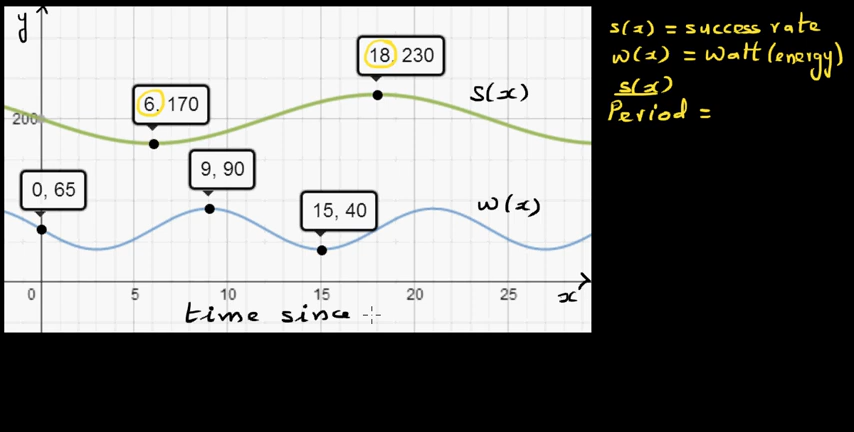 y
s(x) = success rate
w(x) = Watt (energy)
18, 230
s(x)
s(x)
6, 170
Period =
200
9, 90
0, 65
15, 40
w(x)
0 5 10 15 20 25 x
time since